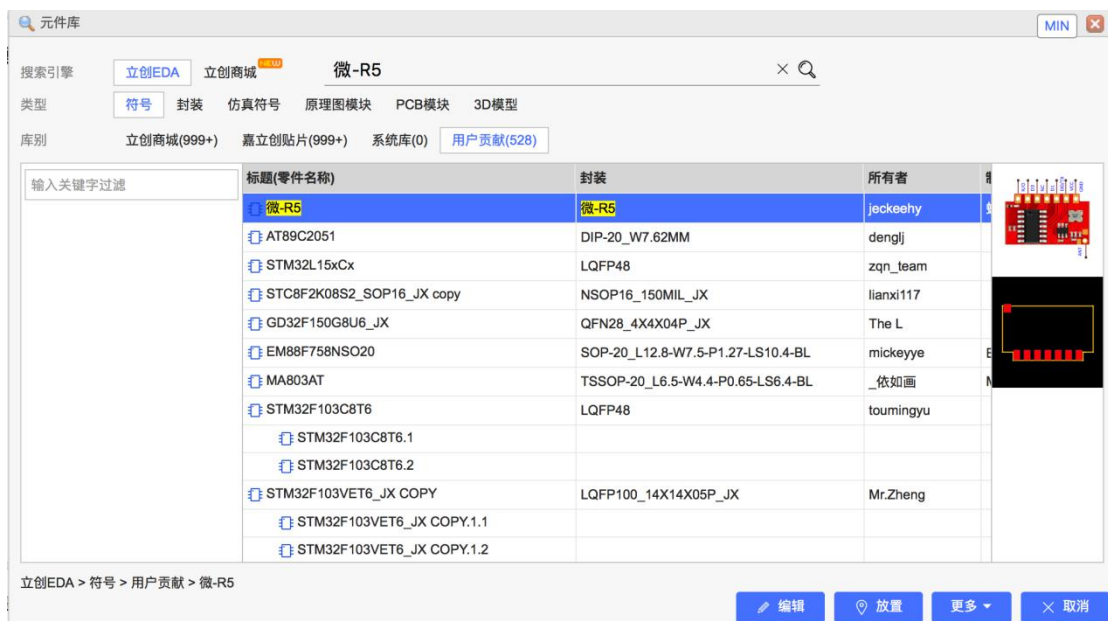 元件库 MIN
搜索引擎 立创EDA 立创商城 NEW 微-R5
类型 符号 封装 仿真符号 原理图模块 PCB模块 3D模型
库别 立创商城(999+) 嘉立创贴片(999+) 系统库(0) 用户贡献(528)
输入关键字过滤 标题(零件名称) 封装 所有者
微-R5 微-R5 jeckeehy
AT89C2051 DIP-20_W7.62MM denglj
STM32L15xCx LQFP48 zqn_team
STC8F2K08S2_SOP16_JX copy NSOP16_150MIL_JX lianxi117
GD32F150G8U6_JX QFN28_4X4X04P_JX The L
EM88F758NSO20 SOP-20_L12.8-W7.5-P1.27-LS10.4-BL mickeyye
MA803AT TSSOP-20_L6.5-W4.4-P0.65-LS6.4-BL _依如画
STM32F103C8T6 LQFP48 toumingyu
STM32F103C8T6.1
STM32F103C8T6.2
STM32F103VET6_JX COPY LQFP100_14X14X05P_JX Mr.Zheng
STM32F103VET6_JX COPY.1.1
STM32F103VET6_JX COPY.1.2
立创EDA > 符号 > 用户贡献 > 微-R5
编辑 放置 更多 取消